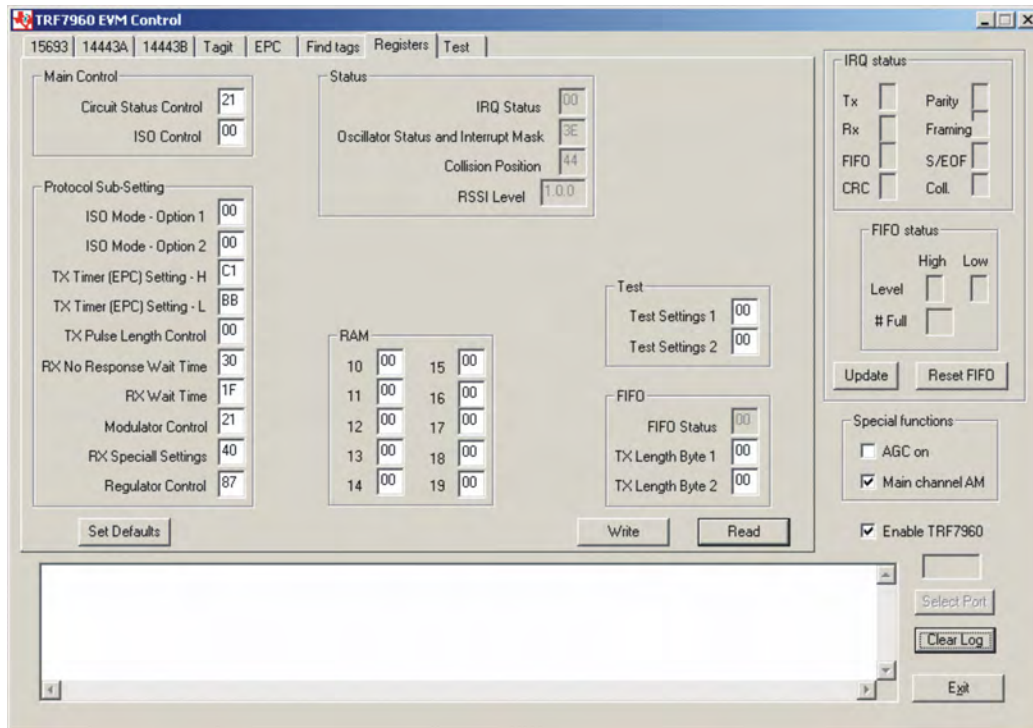 TRF7960 EVM Control
15693 14443A 14443B Tagit EPC Find tags Registers Test
Main Control
Circuit Status Control 21
ISO Control 00
Protocol Sub-Setting
ISO Mode - Option 1 00
ISO Mode - Option 2 00
TX Timer (EPC) Setting - H C1
TX Timer (EPC) Setting - L BB
TX Pulse Length Control 00
RX No Response Wait Time 30
RX Wait Time 1F
Modulator Control 21
RX Speciall Settings 40
Regulator Control 87
Set Defaults
Status
IRQ Status 00
Oscillator Status and Interrupt Mask 3E
Collision Position 44
RSSI Level 1.0.0
RAM
10 00 15 00
11 00 16 00
12 00 17 00
13 00 18 00
14 00 19 00
Test
Test Settings 1 00
Test Settings 2 00
FIFO
FIFO Status 00
TX Length Byte 1 00
TX Length Byte 2 00
Write Read
IRQ status
Tx Parity
Rx Framing
FIFO S/EOF
CRC Coll.
FIFO status
High Low
Level
# Full
Update Reset FIFO
Special functions
AGC on
Main channel AM
Enable TRF7960
Select Port
Clear Log
Exit